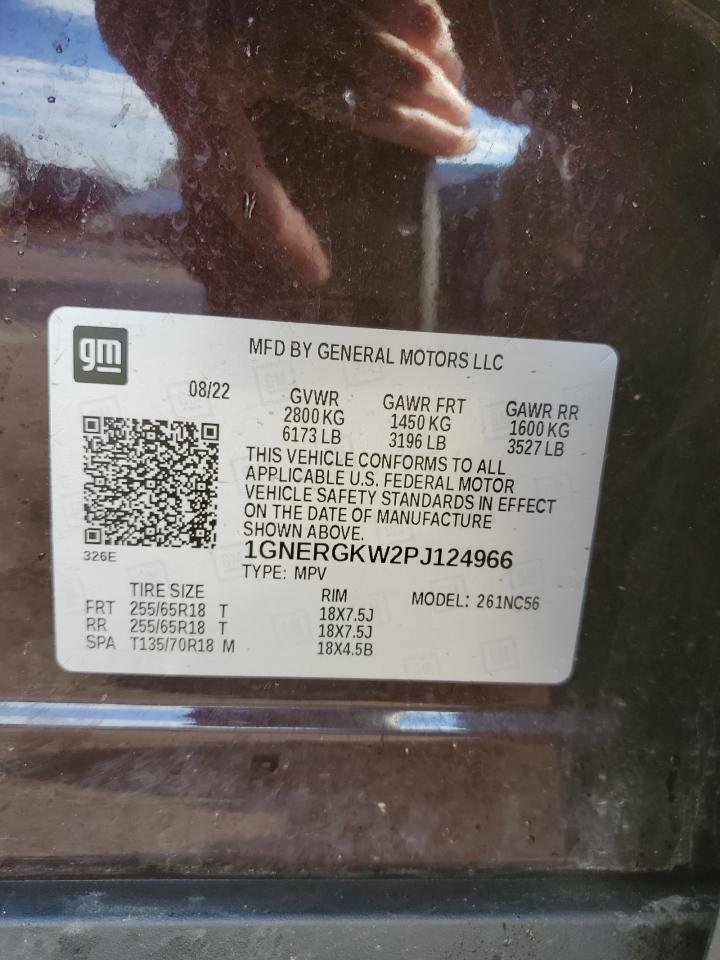 gm
MFD BY GENERAL MOTORS LLC
08/22
GVWR GAWR FRT GAWR RR
2800 KG 1450 KG 1600 KG
6173 LB 3196 LB 3527 LB
THIS VEHICLE CONFORMS TO ALL
APPLICABLE U.S. FEDERAL MOTOR
VEHICLE SAFETY STANDARDS IN EFFECT
ON THE DATE OF MANUFACTURE
SHOWN ABOVE.
326E
1GNERGKW2PJ124966
TYPE: MPV
TIRE SIZE RIM MODEL: 261NC56
FRT 255/65R18 T 18X7.5J
RR 255/65R18 T 18X7.5J
SPA T135/70R18 M 18X4.5B